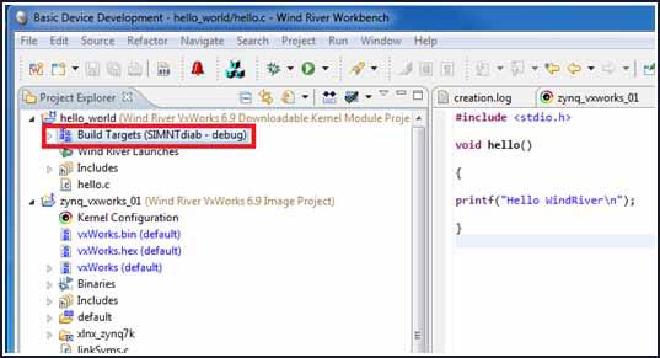 Basic Device Development - hello_world/hello.c - Wind River Workbench
File Edit Source Refactor Navigate Search Project Run Window Help
Project Explorer
hello_world (Wind River VxWorks 6.9 Downloadable Kernel Module Proje
Build Targets (SIMNTdiab - debug)
Wind River Launches
Includes
hello.c
zynq_vxworks_01 (Wind River VxWorks 6.9 Image Project)
Kernel Configuration
vxWorks.bin (default)
vxWorks.hex (default)
vxWorks (default)
Binaries
Includes
default
xlnx_zynq7k
linkSyms.c
creation.log
zynq_vxworks_01
#include <stdio.h>
void hello()
{
printf("Hello WindRiver\n");
}